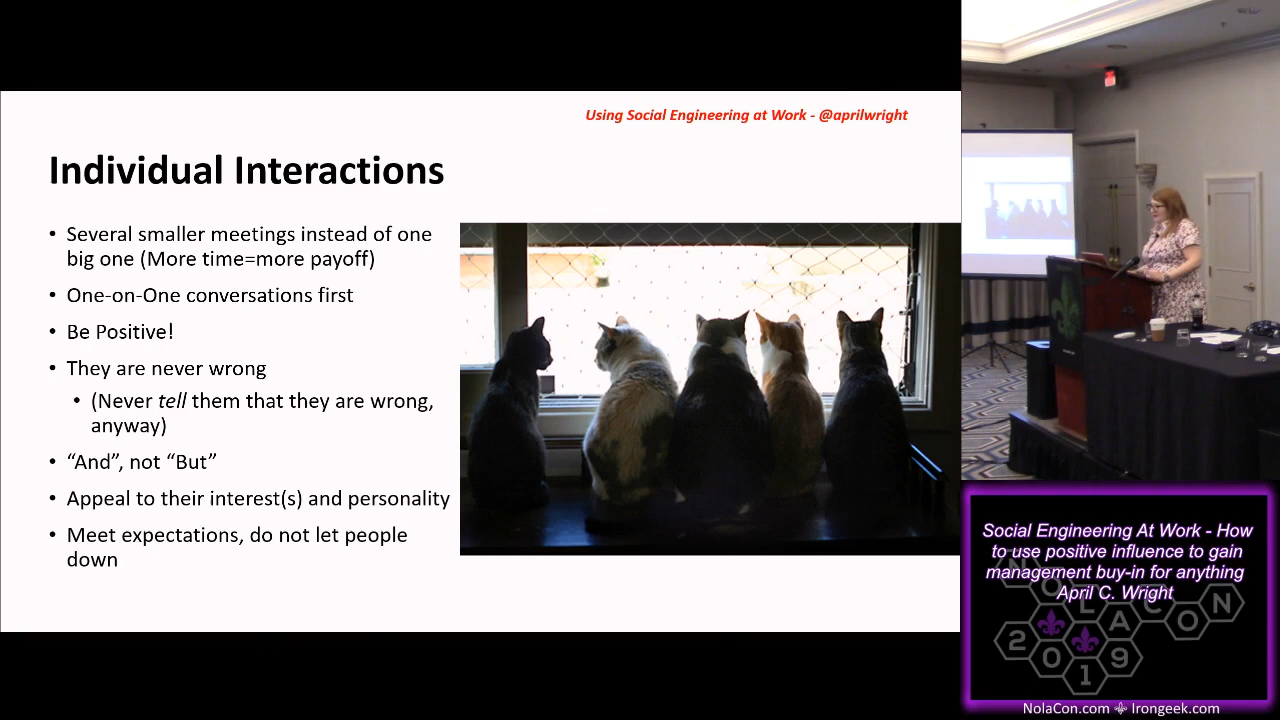 Using Social Engineering at Work - @aprilwright
Individual Interactions
• Several smaller meetings instead of one
big one (More time=more payoff)
• One-on-One conversations first
• Be Positive!
• They are never wrong
• (Never tell them that they are wrong,
anyway)
• “And”, not “But”
• Appeal to their interest(s) and personality
• Meet expectations, do not let people
down
Social Engineering At Work - How
to use positive influence to gain
management buy-in for anything
April C. Wright
NOLACON
2019
NolaCon.com ⚜ Irongeek.com